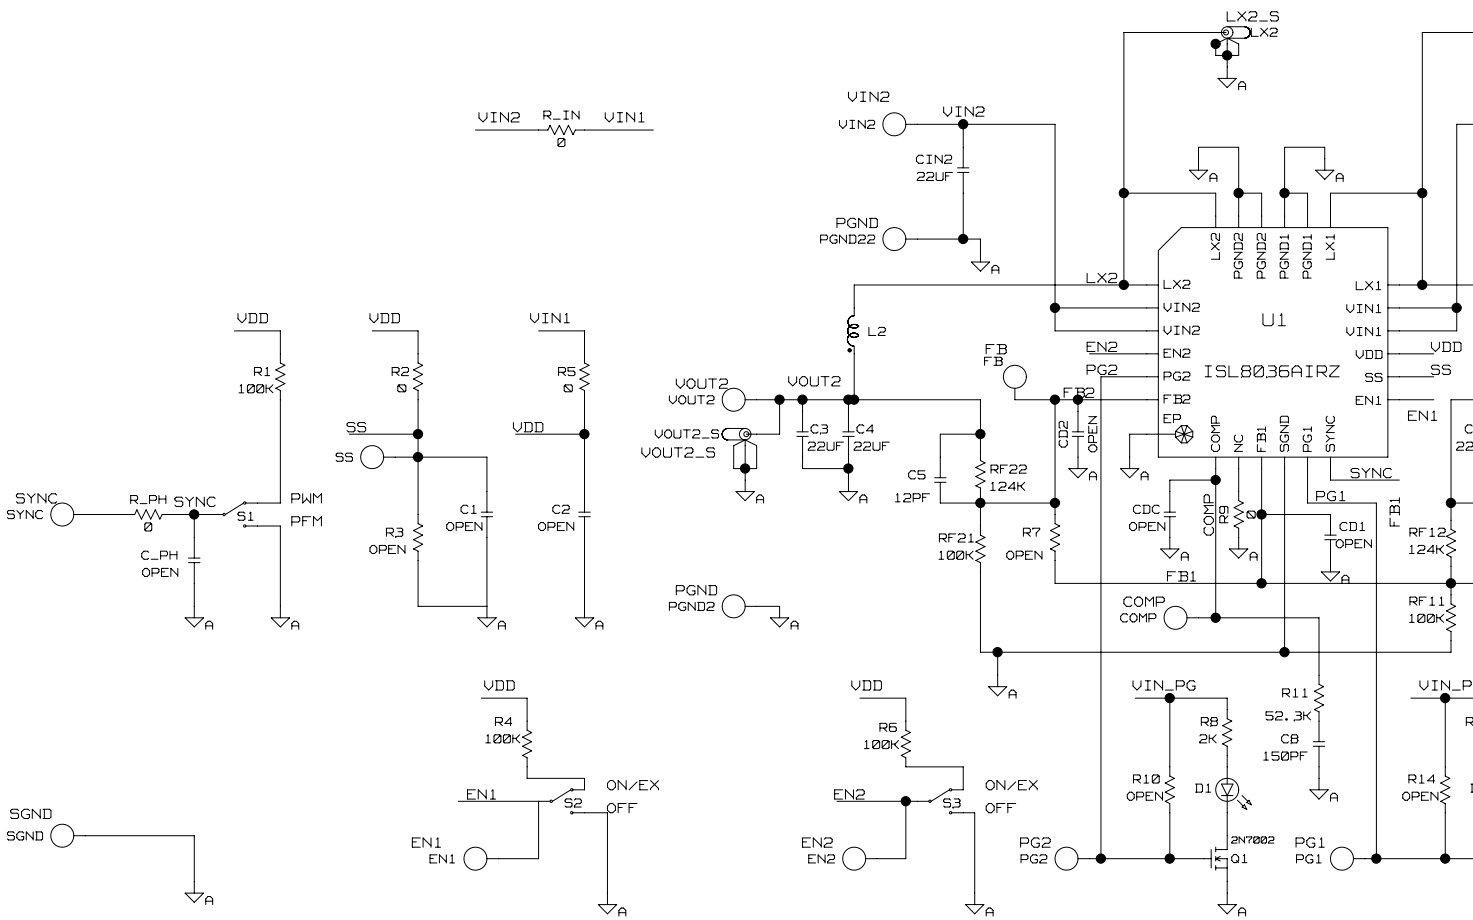 LX2_S
LX2
A
VIN2
VIN2
VIN2
VIN2
R_IN
VIN1
0
CIN2
22UF
A
A
PGND
PGND22
A
LX2
PGND2
PGND2
PGND1
PGND1
LX1
LX2
LX2
LX1
VIN2
VIN1
U1
VIN2
VIN1
EN2
EN2
VDD
VDD
ISL8036AIRZ
PG2
PG2
SS
SS
FB2
FB2
EN1
EN1
EP
COMP
NC
FB1
SGND
PG1
SYNC
A
SYNC
PG1
FB1
L2
FB
FB
CD2
OPEN
A
VOUT2
VOUT2
VOUT2
VOUT2_S
VOUT2_S
A
C3
22UF
C4
22UF
A
C5
12PF
RF22
124K
RF21
100K
R7
OPEN
CDC
OPEN
A
COMP
R9
0
A
CD1
OPEN
A
FB1
C
22
RF12
124K
RF11
100K
COMP
COMP
A
VDD
R1
100K
VDD
R2
0
VIN1
R5
0
SS
SS
VDD
SYNC
SYNC
R_PH
0
SYNC
PWM
S1
PFM
C_PH
OPEN
A
A
R3
OPEN
C1
OPEN
A
C2
OPEN
A
PGND
PGND2
A
VDD
R4
100K
EN1
S2
ON/EX
OFF
EN1
EN1
A
VDD
R6
100K
EN2
S3
ON/EX
OFF
EN2
EN2
A
VIN_PG
R8
2K
R10
OPEN
D1
PG2
PG2
2N7002
Q1
A
R11
52.3K
CB
150PF
A
VIN_P
R
R14
OPEN
PG1
PG1
SGND
SGND
A